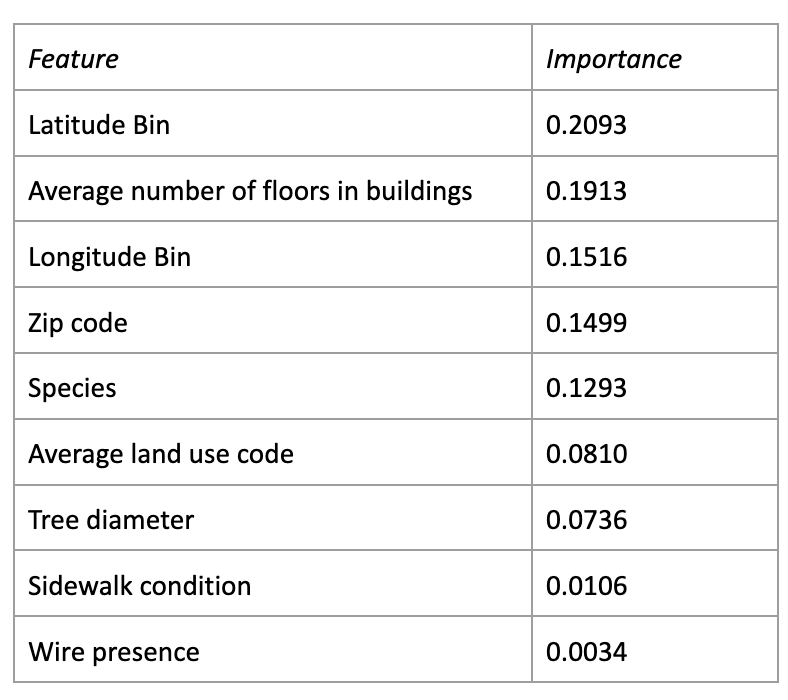 Feature Importance
Latitude Bin 0.2093
Average number of floors in buildings 0.1913
Longitude Bin 0.1516
Zip code 0.1499
Species 0.1293
Average land use code 0.0810
Tree diameter 0.0736
Sidewalk condition 0.0106
Wire presence 0.0034